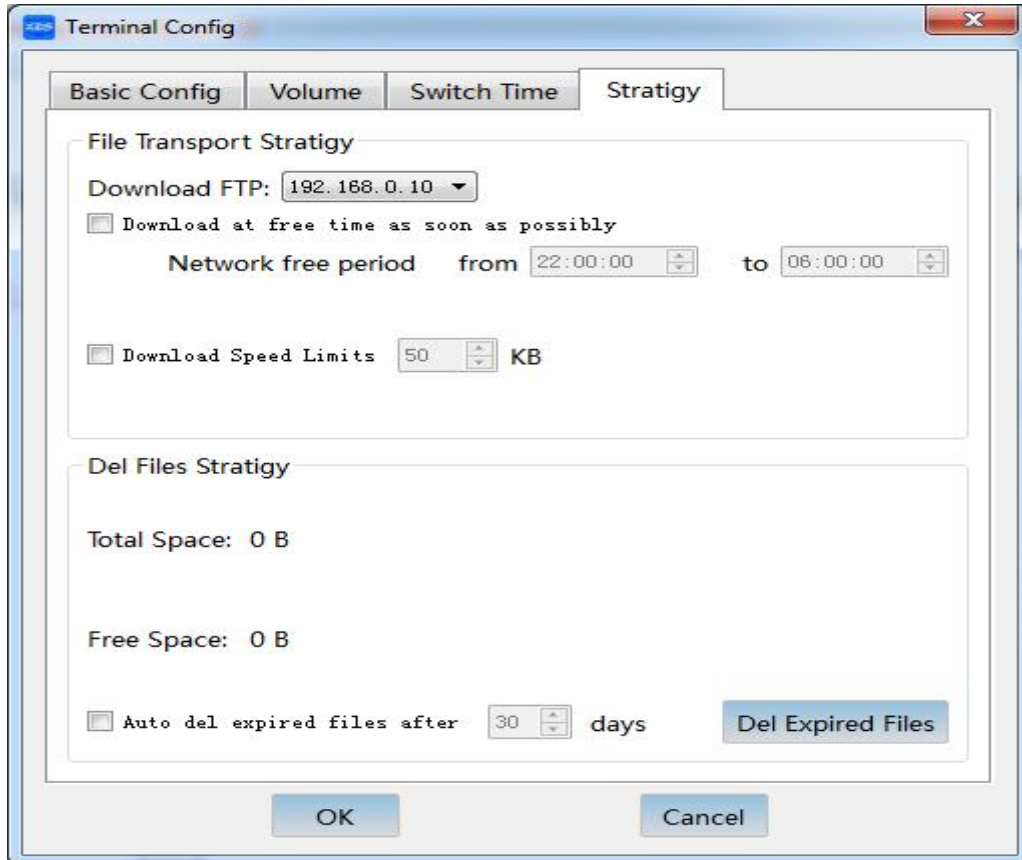 Terminal Config
Basic Config Volume Switch Time Stratigy
File Transport Stratigy
Download FTP: 192.168.0.10
Download at free time as soon as possibly
Network free period from 22:00:00 to 06:00:00
Download Speed Limits 50 KB
Del Files Stratigy
Total Space: 0 B
Free Space: 0 B
Auto del expired files after 30 days Del Expired Files
OK Cancel